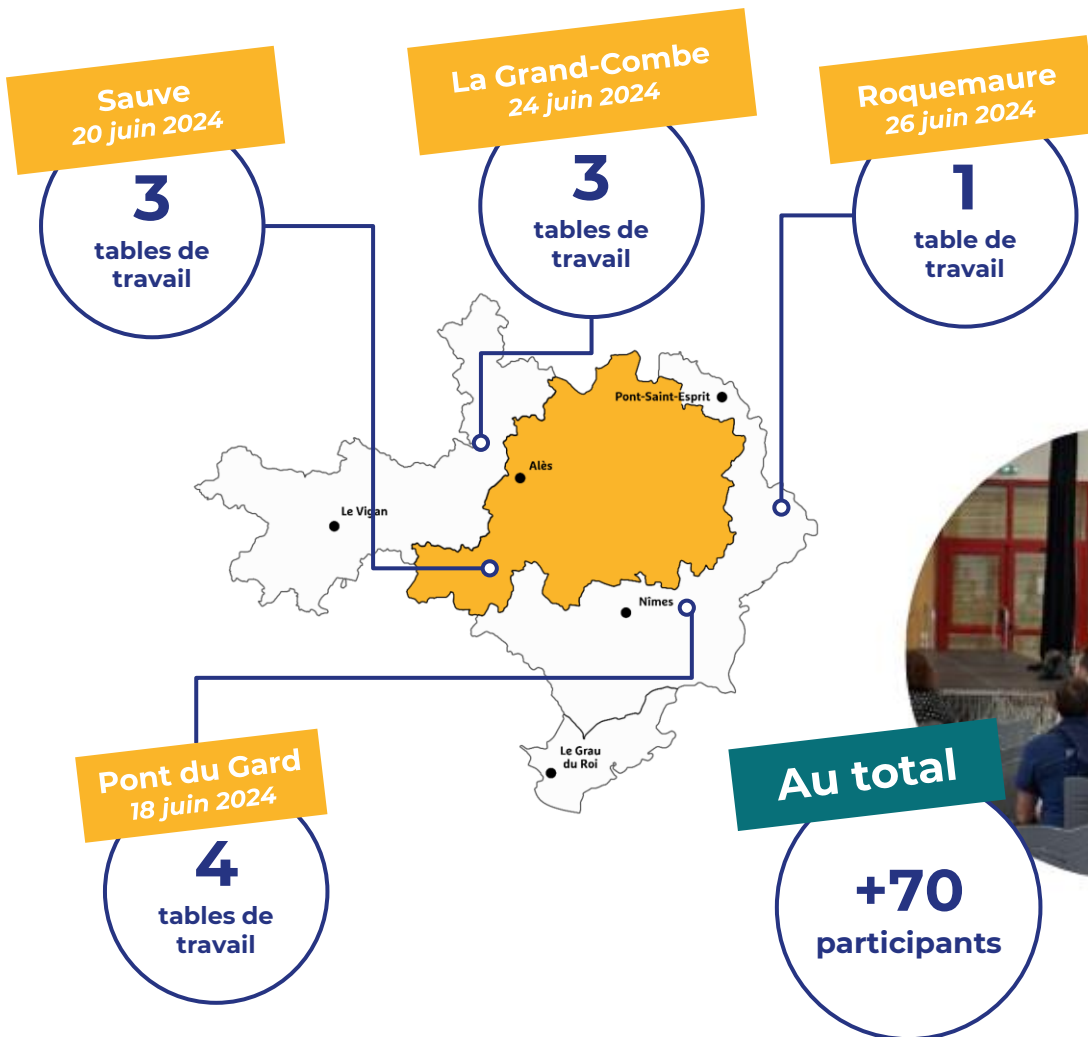 Sauve
20 juin 2024
3
tables de
travail
La Grand-Combe
24 juin 2024
3
tables de
travail
Roquemaure
26 juin 2024
1
table de
travail
Pont-Saint-Esprit
Alès
Le Vigan
Nîmes
Le Grau
du Roi
Pont du Gard
18 juin 2024
4
tables de
travail
Au total
+70
participants